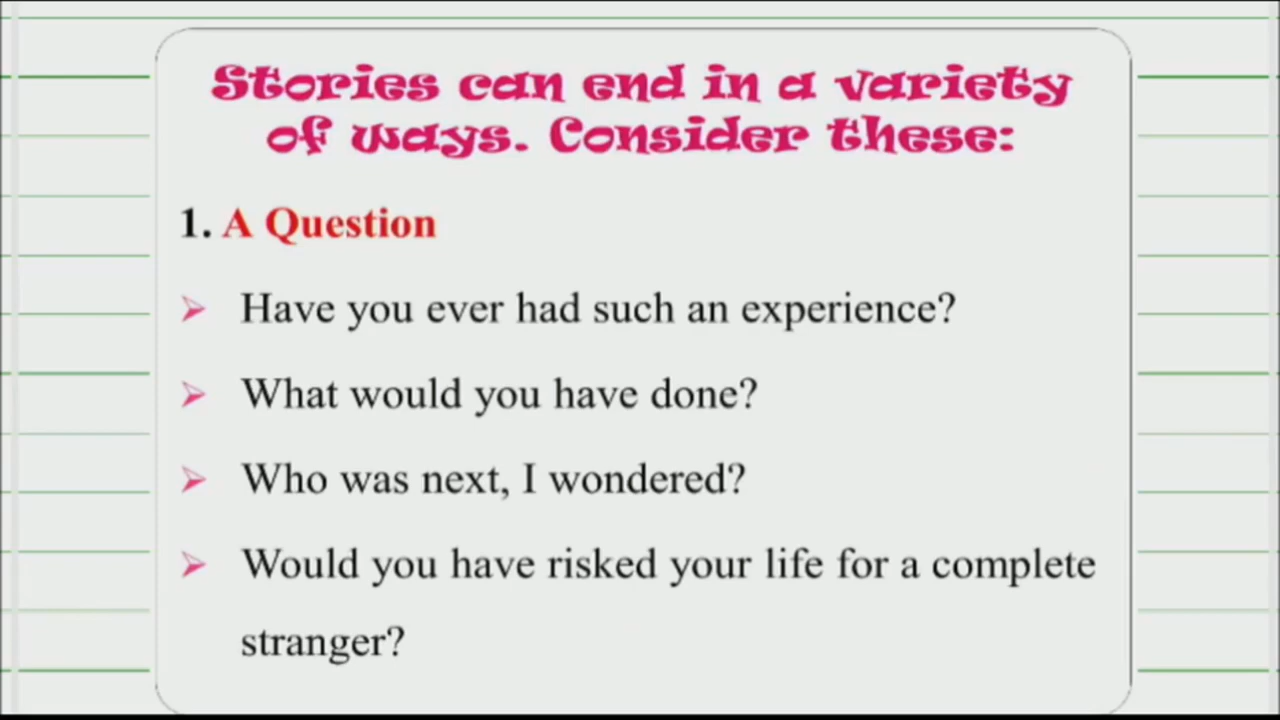 Stories can end in a variety
of ways. Consider these:
1. A Question
➢ Have you ever had such an experience?
➢ What would you have done?
➢ Who was next, I wondered?
➢ Would you have risked your life for a complete
stranger?